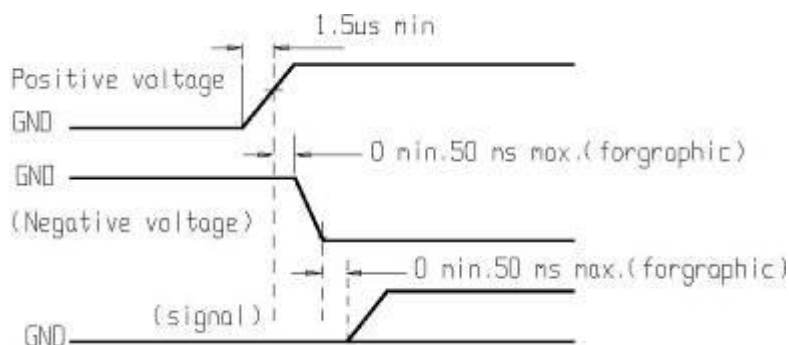 1.5us min
Positive voltage
GND
0 min.50 ms max.(forgraphic)
GND
(Negative voltage)
0 min.50 ms max.(forgraphic)
(signal)
GND